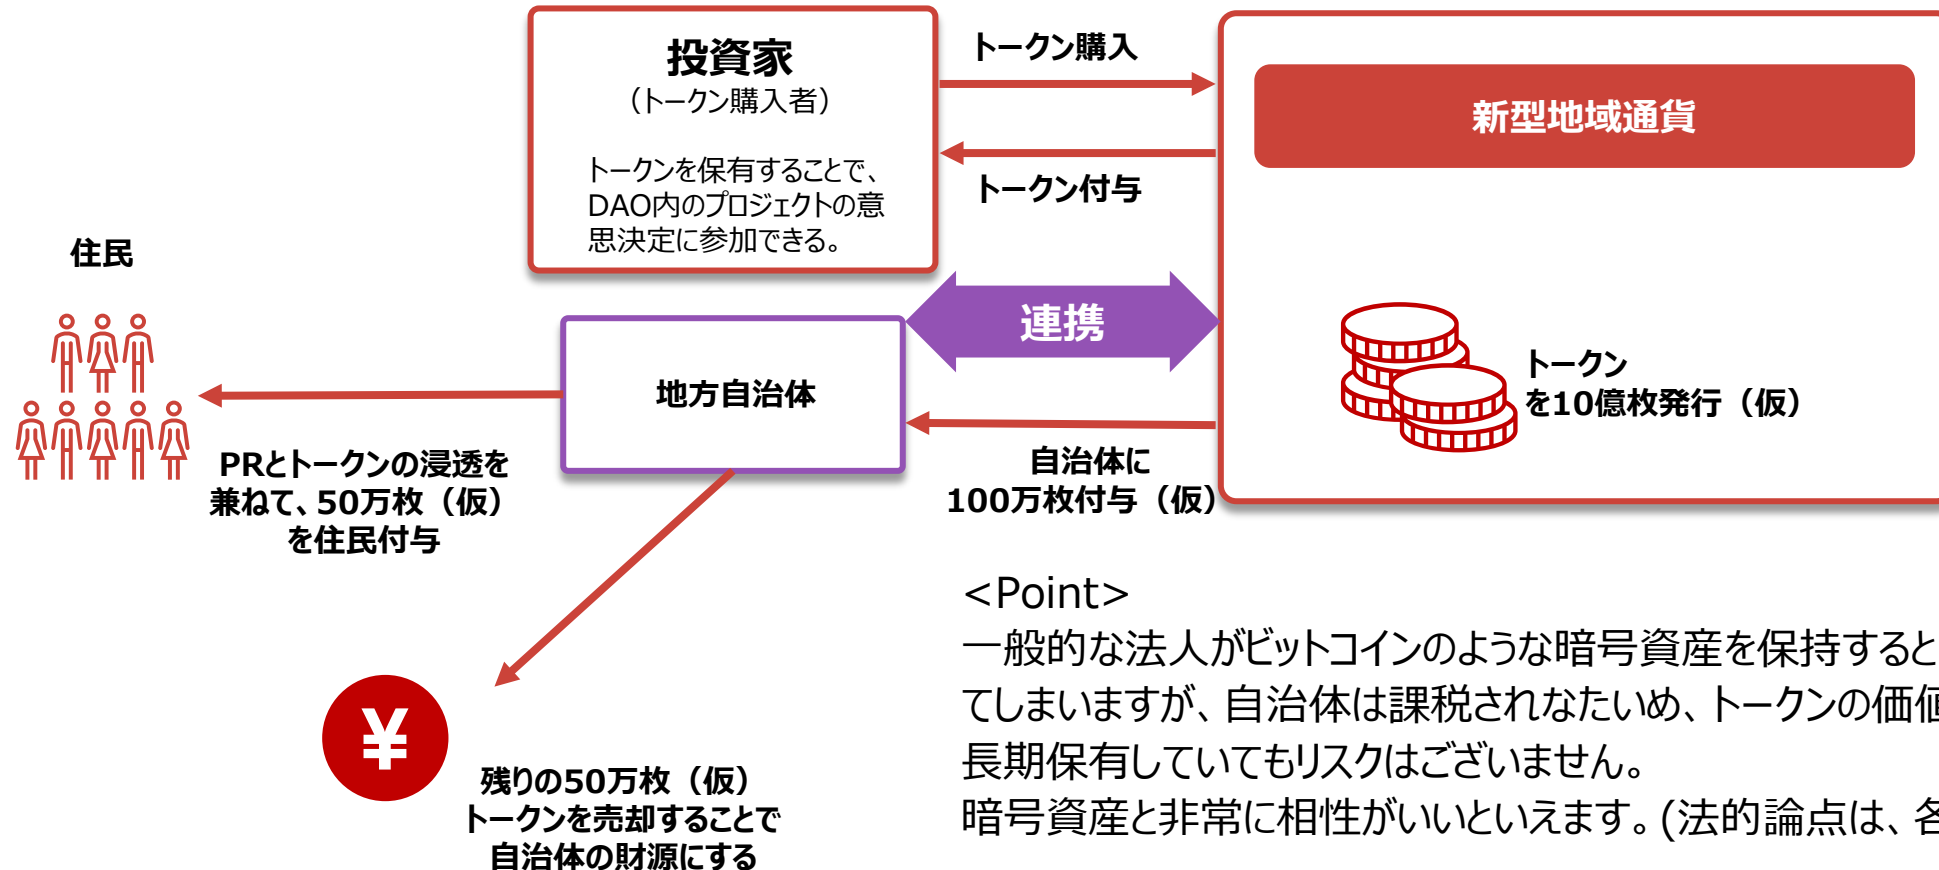 投資家
（トークン購入者）
トークンを保有することで、
DAO内のプロジェクトの意
思決定に参加できる。
トークン購入
トークン付与
新型地域通貨
住民
連携
地方自治体
トークン
を10億枚発行（仮）
自治体に
100万枚付与（仮）
PRとトークンの浸透を
兼ねて、50万枚（仮）
を住民付与
¥
残りの50万枚（仮）
トークンを売却することで
自治体の財源にする
<Point>
一般的な法人がビットコインのような暗号資産を保持すると
てしまいますが、自治体は課税されなたいめ、トークンの価値
長期保有していてもリスクはございません。
暗号資産と非常に相性がいいといえます。(法的論点は、各